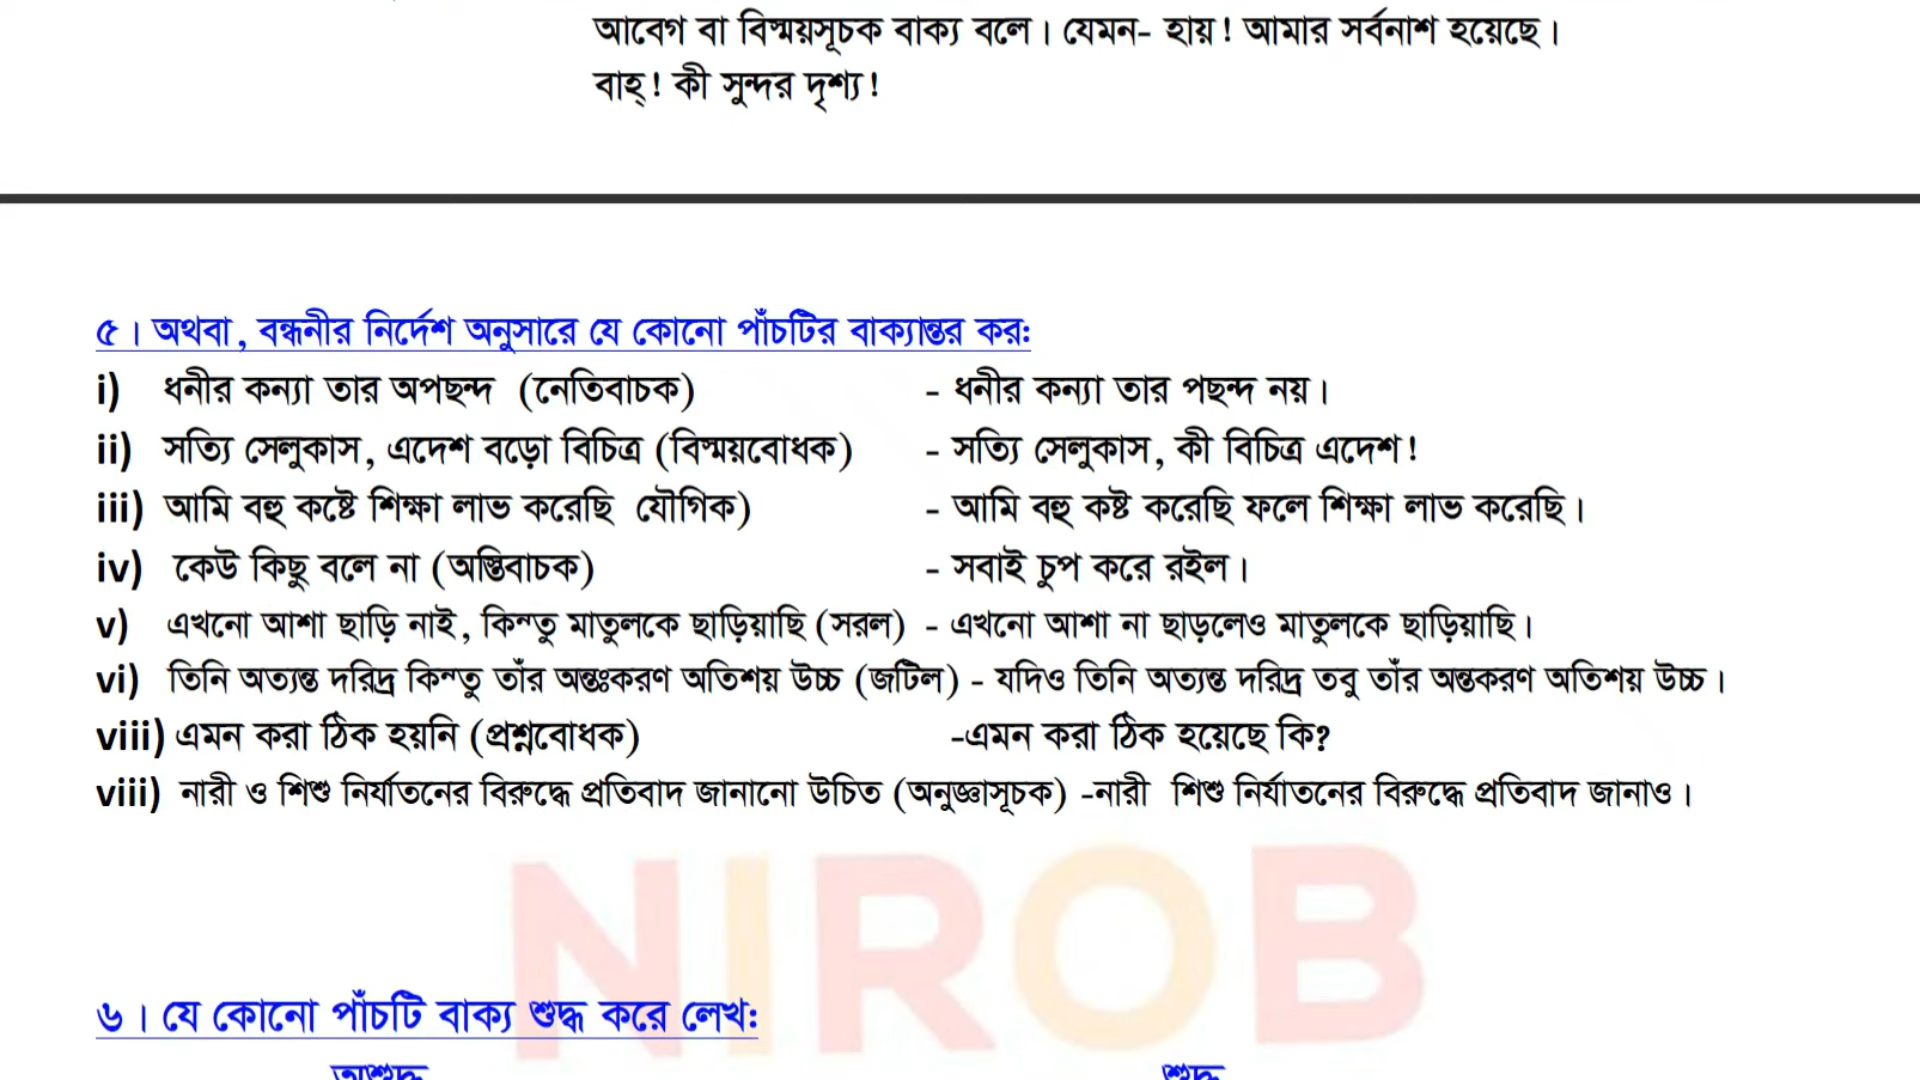 আবেগ বা বিস্ময়সূচক বাক্য বলে। যেমন- হায়! আমার সর্বনাশ হয়েছে।
বাহ্! কী সুন্দর দৃশ্য!
৫। অথবা, বন্ধনীর নির্দেশ অনুসারে যে কোনো পাঁচটির বাক্যান্তর কর:
i) ধনীর কন্যা তার অপছন্দ (নেতিবাচক) - ধনীর কন্যা তার পছন্দ নয়।
ii) সত্যি সেলুকাস, এদেশ বড়ো বিচিত্র (বিস্ময়বোধক) - সত্যি সেলুকাস, কী বিচিত্র এদেশ!
iii) আমি বহু কষ্টে শিক্ষা লাভ করেছি যৌগিক) - আমি বহু কষ্ট করেছি ফলে শিক্ষা লাভ করেছি।
iv) কেউ কিছু বলে না (অস্তিবাচক) - সবাই চুপ করে রইল।
v) এখনো আশা ছাড়ি নাই, কিন্তু মাতুলকে ছাড়িয়াছি (সরল) - এখনো আশা না ছাড়লেও মাতুলকে ছাড়িয়াছি।
vi) তিনি অত্যন্ত দরিদ্র কিন্তু তাঁর অন্তঃকরণ অতিশয় উচ্চ (জটিল) - যদিও তিনি অত্যন্ত দরিদ্র তবু তাঁর অন্তকরণ অতিশয় উচ্চ।
viii) এমন করা ঠিক হয়নি (প্রশ্নবোধক) -এমন করা ঠিক হয়েছে কি?
viii) নারী ও শিশু নির্যাতনের বিরুদ্ধে প্রতিবাদ জানানো উচিত (অনুজ্ঞাসূচক) -নারী শিশু নির্যাতনের বিরুদ্ধে প্রতিবাদ জানাও।
NIROB
৬। যে কোনো পাঁচটি বাক্য শুদ্ধ করে লেখ:
অশুদ্ধ শুদ্ধ